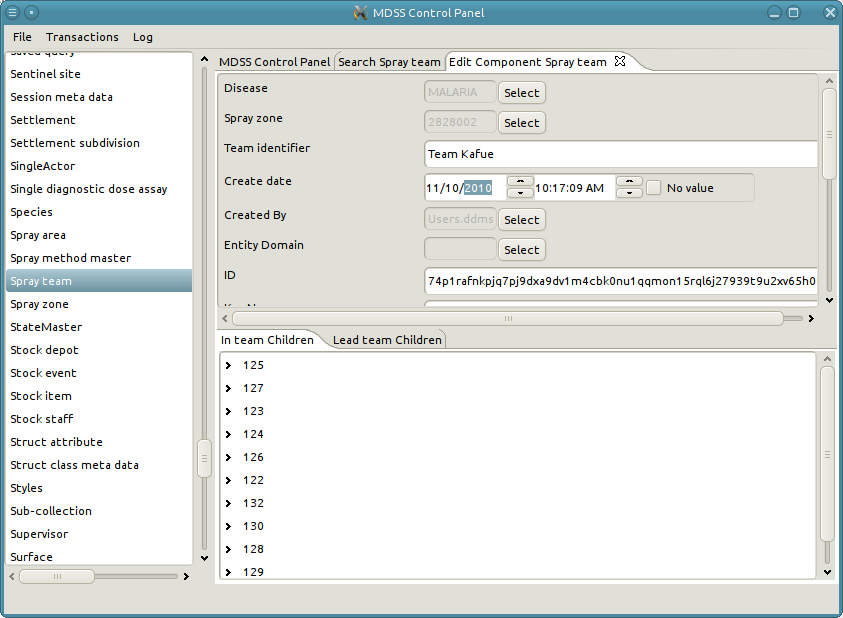 MDSS Control Panel
File Transactions Log
Saved query
Sentinel site
Session meta data
Settlement
Settlement subdivision
SingleActor
Single diagnostic dose assay
Species
Spray area
Spray method master
Spray team
Spray zone
StateMaster
Stock depot
Stock event
Stock item
Stock staff
Struct attribute
Struct class meta data
Styles
Sub-collection
Supervisor
Surface
MDSS Control Panel Search Spray team Edit Component Spray team
Disease MALARIA Select
Spray zone 2828002 Select
Team identifier Team Kafue
Create date 11/10/2010 10:17:09 AM No value
Created By Users.ddms Select
Entity Domain Select
ID 74p1rafnkpjq7pj9dxa9dv1m4cbk0nu1qqmon15rql6j27939t9u2xv65h0
In team Children Lead team Children
125
127
123
124
126
122
132
130
128
129